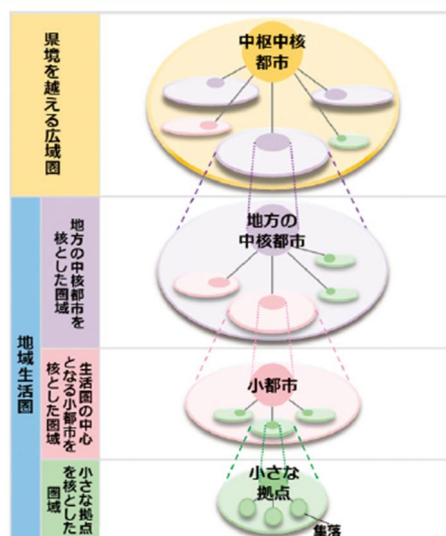 県境を越える広域圏
中枢中核
都市
地域生活圏
地方の中核都市を
核とした圏域
地方の
中核都市
生活圏の中心
となる小都市を
核とした圏域
小都市
小さな拠点
を核とした
圏域
小さな
拠点
集落